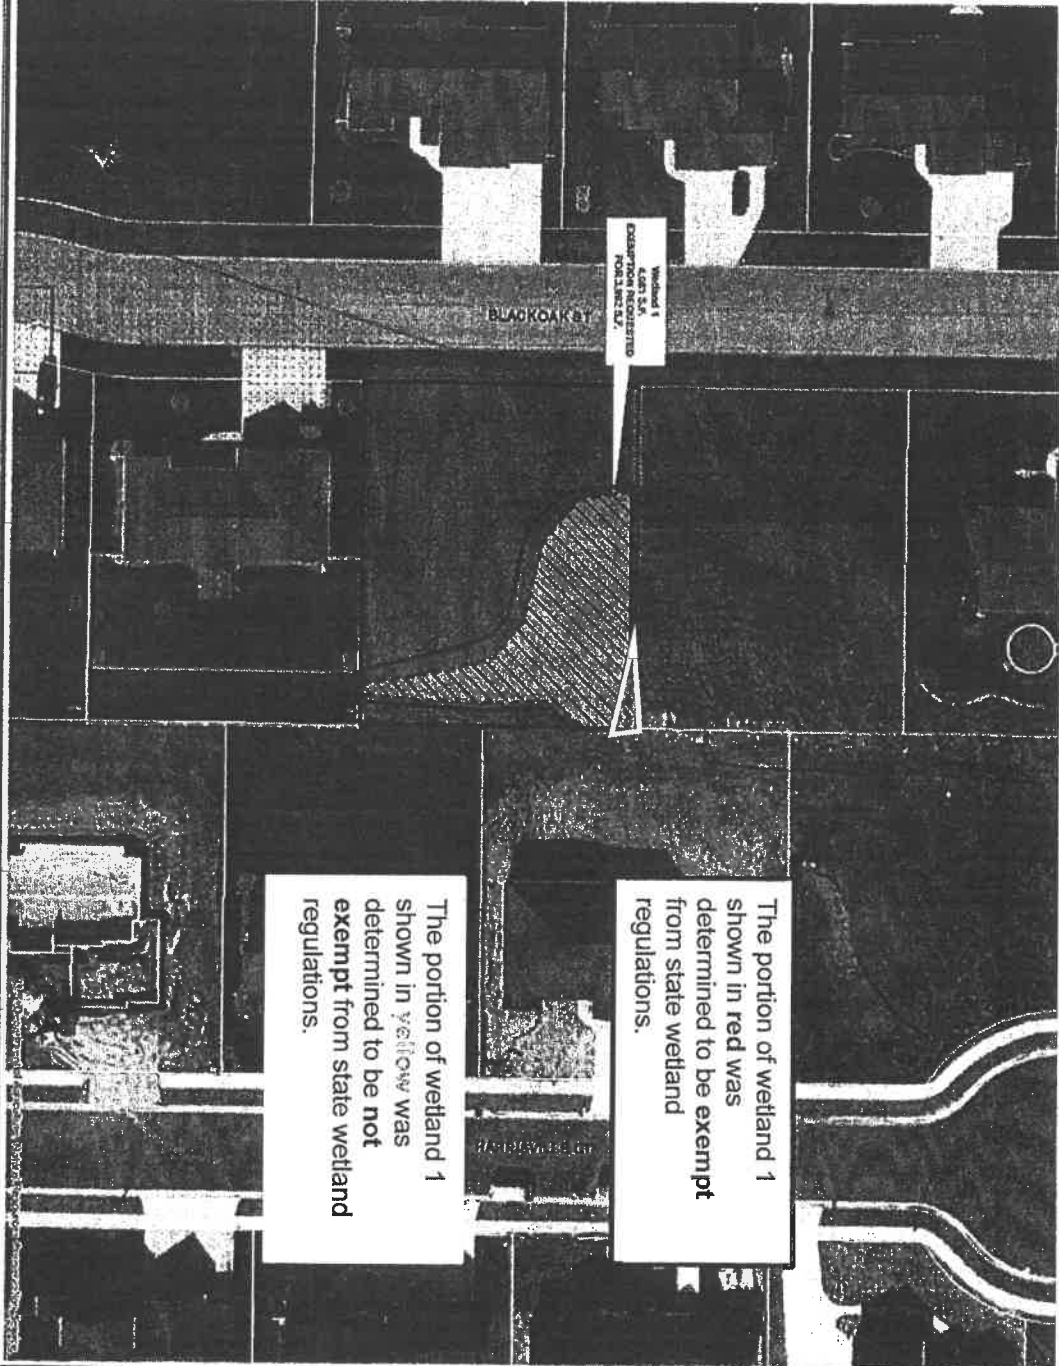 Wetland 1
EXEMPTION REQUESTED
BLACKOAK ST
The portion of wetland 1
shown in red was
determined to be exempt
from state wetland
regulations.
The portion of wetland 1
shown in yellow was
determined to be not
exempt from state wetland
regulations.